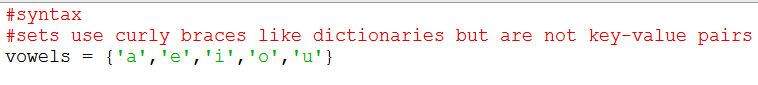 #syntax
#sets use curly braces like dictionaries but are not key-value pairs
vowels = {'a','e','i','o','u'}